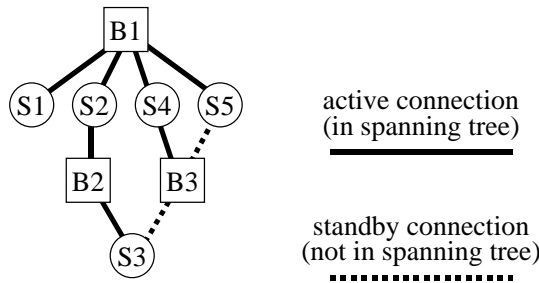 B1
S1
S2
S4
S5
active connection
(in spanning tree)
B2
B3
standby connection
(not in spanning tree)
S3